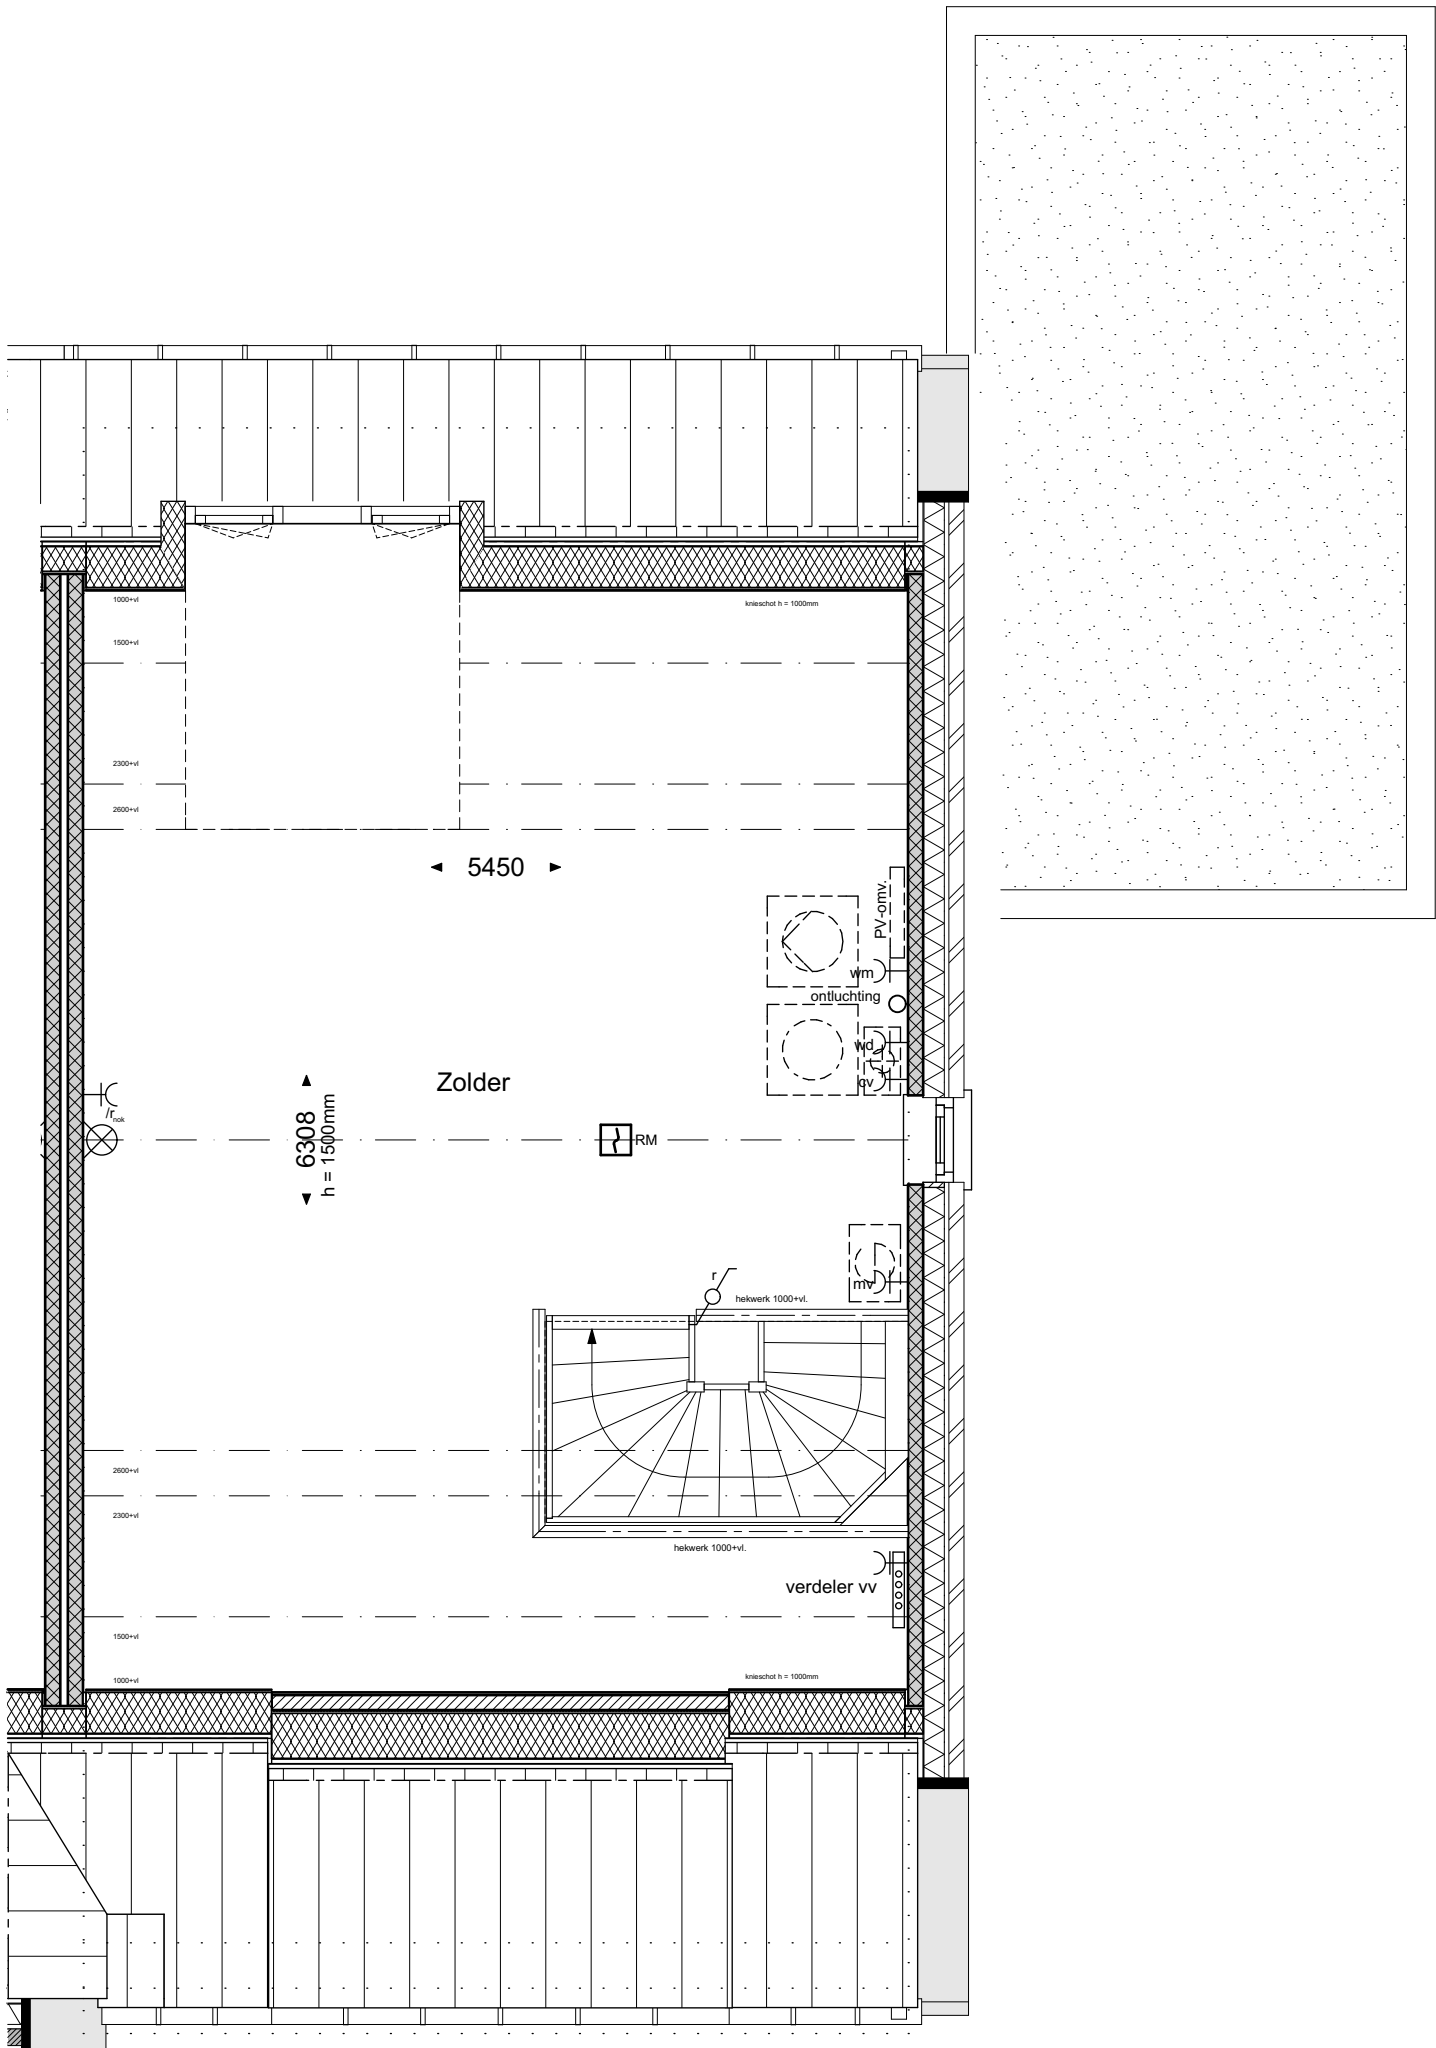 1000+vl
knieschot h = 1000mm
1500+vl
2300+vl
2600+vl
5450
PV-omv.
wm
ontluchting
wd
cv
Zolder
/r nok
6308
h = 1500mm
RM
mv
r
hekwerk 1000+vl.
2600+vl
2300+vl
hekwerk 1000+vl.
verdeler vv
1500+vl
1000+vl
knieschot h = 1000mm